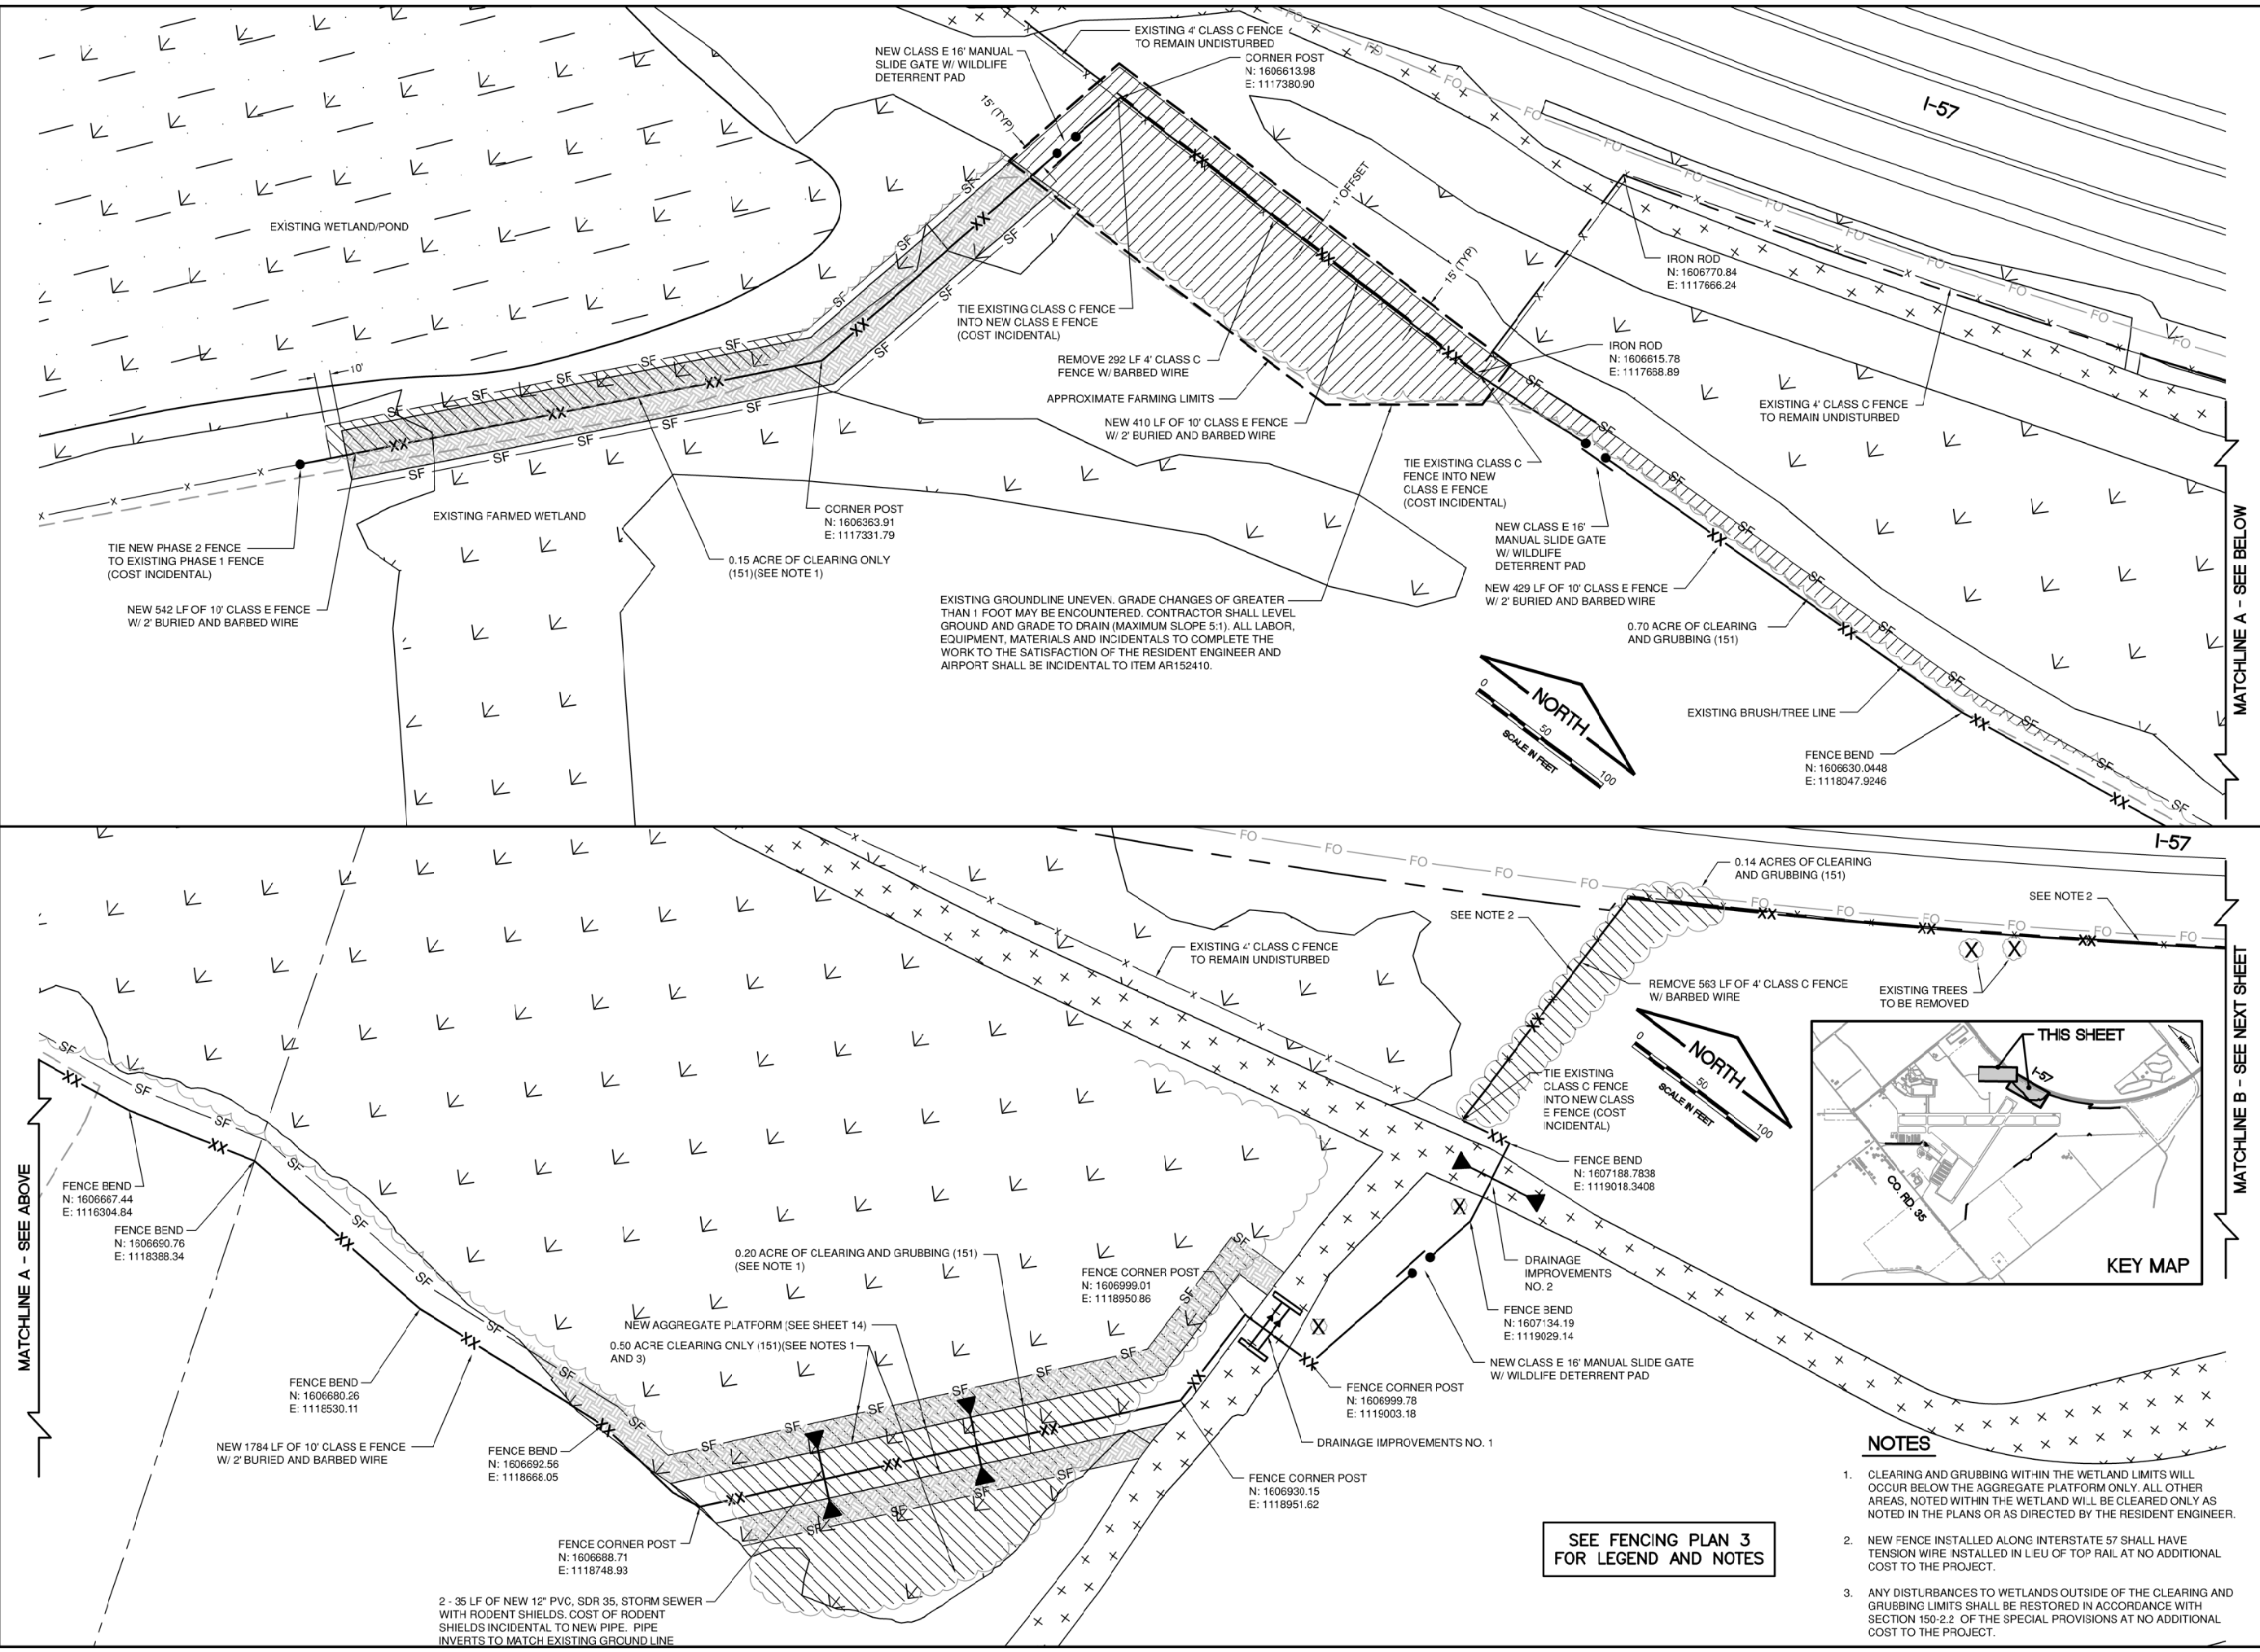 EXISTING 4' CLASS C FENCE
TO REMAIN UNDISTURBED
NEW CLASS E 16' MANUAL
SLIDE GATE W/ WILDLIFE
DETERRENT PAD
CORNER POST
N: 1606613.98
E: 1117380.90
15' (TYP)
I-57
FO
FO
FO
FO
FO
FO
FO
FO
FO
FO
1' OFFSET
15' (TYP)
EXISTING WETLAND/POND
IRON ROD
N: 1606770.84
E: 1117666.24
TIE EXISTING CLASS C FENCE
INTO NEW CLASS E FENCE
(COST INCIDENTAL)
REMOVE 292 LF 4' CLASS C
FENCE W/ BARBED WIRE
IRON ROD
N: 1606615.78
E: 1117668.89
10'
APPROXIMATE FARMING LIMITS
EXISTING 4' CLASS C FENCE
TO REMAIN UNDISTURBED
NEW 410 LF OF 10' CLASS E FENCE
W/ 2' BURIED AND BARBED WIRE
TIE EXISTING CLASS C
FENCE INTO NEW
CLASS E FENCE
(COST INCIDENTAL)
CORNER POST
N: 1606363.91
E: 1117331.79
EXISTING FARMED WETLAND
NEW CLASS E 16'
MANUAL SLIDE GATE
W/ WILDLIFE
DETERRENT PAD
TIE NEW PHASE 2 FENCE
TO EXISTING PHASE 1 FENCE
(COST INCIDENTAL)
0.15 ACRE OF CLEARING ONLY
(151)(SEE NOTE 1)
NEW 542 LF OF 10' CLASS E FENCE
W/ 2' BURIED AND BARBED WIRE
EXISTING GROUNDLINE UNEVEN. GRADE CHANGES OF GREATER
THAN 1 FOOT MAY BE ENCOUNTERED. CONTRACTOR SHALL LEVEL
GROUND AND GRADE TO DRAIN (MAXIMUM SLOPE 5:1). ALL LABOR,
EQUIPMENT, MATERIALS AND INCIDENTALS TO COMPLETE THE
WORK TO THE SATISFACTION OF THE RESIDENT ENGINEER AND
AIRPORT SHALL BE INCIDENTAL TO ITEM AR152410.
NEW 429 LF OF 10' CLASS E FENCE
W/ 2' BURIED AND BARBED WIRE
0.70 ACRE OF CLEARING
AND GRUBBING (151)
NORTH
0 50 100
SCALE IN FEET
EXISTING BRUSH/TREE LINE
FENCE BEND
N: 1606630.0448
E: 1118047.9246
MATCHLINE A - SEE BELOW
I-57
FO
FO
FO
FO
FO
FO
FO
FO
FO
FO
FO
0.14 ACRES OF CLEARING
AND GRUBBING (151)
SEE NOTE 2
SEE NOTE 2
EXISTING 4' CLASS C FENCE
TO REMAIN UNDISTURBED
REMOVE 563 LF OF 4' CLASS C FENCE
W/ BARBED WIRE
EXISTING TREES
TO BE REMOVED
NORTH
0 50 100
SCALE IN FEET
THIS SHEET
NORTH
I-57
CO. RD. 35
KEY MAP
TIE EXISTING
CLASS C FENCE
INTO NEW CLASS
E FENCE (COST
INCIDENTAL)
FENCE BEND
N: 1607188.7838
E: 1119018.3408
MATCHLINE A - SEE ABOVE
MATCHLINE B - SEE NEXT SHEET
FENCE BEND
N: 1606667.44
E: 1116304.84
FENCE BEND
N: 1606690.76
E: 1118388.34
0.20 ACRE OF CLEARING AND GRUBBING (151)
(SEE NOTE 1)
FENCE CORNER POST
N: 1606999.01
E: 1118950.86
DRAINAGE
IMPROVEMENTS
NO. 2
FENCE BEND
N: 1607134.19
E: 1119029.14
NEW AGGREGATE PLATFORM (SEE SHEET 14)
0.50 ACRE CLEARING ONLY (151)(SEE NOTES 1
AND 3)
NEW CLASS E 16' MANUAL SLIDE GATE
W/ WILDLIFE DETERRENT PAD
FENCE BEND
N: 1606680.26
E: 1118530.11
FENCE CORNER POST
N: 1606999.78
E: 1119003.18
NEW 1784 LF OF 10' CLASS E FENCE
W/ 2' BURIED AND BARBED WIRE
FENCE BEND
N: 1606692.56
E: 1118668.05
DRAINAGE IMPROVEMENTS NO. 1
FENCE CORNER POST
N: 1606930.15
E: 1118951.62
FENCE CORNER POST
N: 1606688.71
E: 1118748.93
2 - 35 LF OF NEW 12" PVC, SDR 35, STORM SEWER
WITH RODENT SHIELDS. COST OF RODENT
SHIELDS INCIDENTAL TO NEW PIPE. PIPE
INVERTS TO MATCH EXISTING GROUND LINE
SEE FENCING PLAN 3
FOR LEGEND AND NOTES
NOTES
1. CLEARING AND GRUBBING WITHIN THE WETLAND LIMITS WILL
OCCUR BELOW THE AGGREGATE PLATFORM ONLY. ALL OTHER
AREAS, NOTED WITHIN THE WETLAND WILL BE CLEARED ONLY AS
NOTED IN THE PLANS OR AS DIRECTED BY THE RESIDENT ENGINEER.
2. NEW FENCE INSTALLED ALONG INTERSTATE 57 SHALL HAVE
TENSION WIRE INSTALLED IN LIEU OF TOP RAIL AT NO ADDITIONAL
COST TO THE PROJECT.
3. ANY DISTURBANCES TO WETLANDS OUTSIDE OF THE CLEARING AND
GRUBBING LIMITS SHALL BE RESTORED IN ACCORDANCE WITH
SECTION 150-2.2 OF THE SPECIAL PROVISIONS AT NO ADDITIONAL
COST TO THE PROJECT.